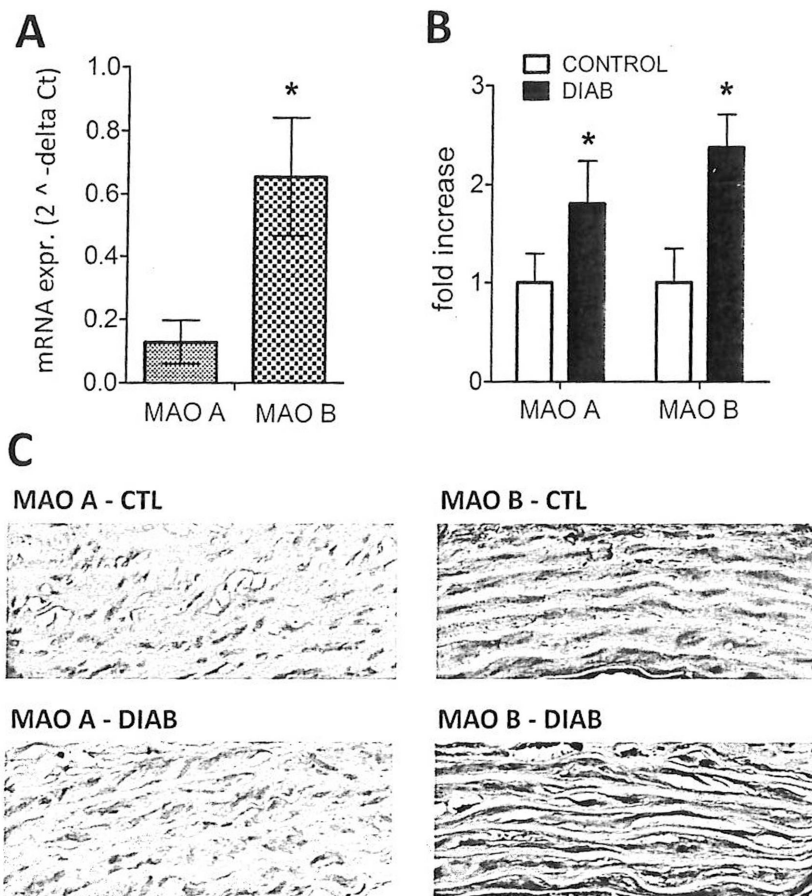 A
mRNA expr. (2 ^ -delta Ct)
1.0
0.8
0.6
0.4
0.2
0.0
*
MAO A
MAO B
B
CONTROL
DIAB
fold increase
3
2
1
0
*
*
MAO A
MAO B
C
MAO A - CTL
MAO B - CTL
MAO A - DIAB
MAO B - DIAB